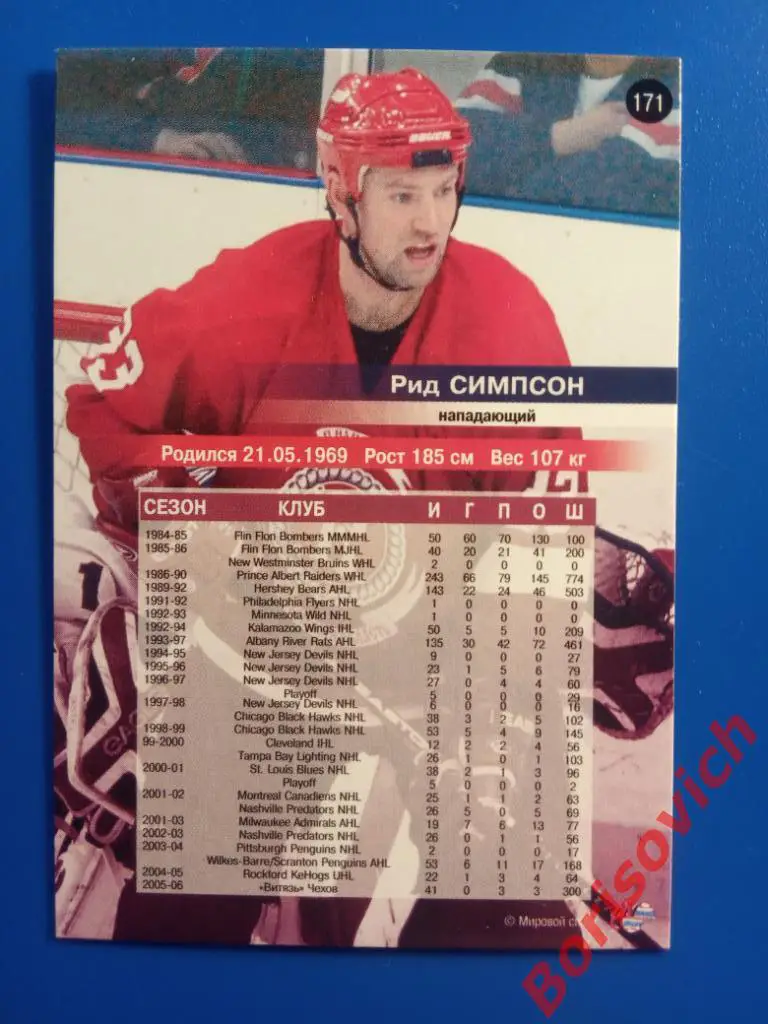 171
BAUER
Рид СИМПСОН
нападающий
Родился 21.05.1969 Рост 185 см Вес 107 кг
СЕЗОН КЛУБ И Г П О Ш
1984-85 Flin Flon Bombers MMMHL 50 60 70 130 100
1985-86 Flin Flon Bombers MJHL 40 20 21 41 200
New Westminster Bruins WHL 2 0 0 0 0
1986-90 Prince Albert Raiders WHL 243 66 79 145 774
1989-92 Hershey Bears AHL 143 22 24 46 503
1991-92 Philadelphia Flyers NHL 1 0 0 0 0
1992-93 Minnesota Wild NHL 1 0 0 0 0
1992-94 Kalamazoo Wings IHL 50 5 5 10 209
1993-97 Albany River Rats AHL 135 30 42 72 461
1994-95 New Jersey Devils NHL 9 0 0 0 27
1995-96 New Jersey Devils NHL 23 1 5 6 79
1996-97 New Jersey Devils NHL 27 0 4 4 60
Playoff 5 0 0 0 29
1997-98 New Jersey Devils NHL 6 0 0 0 16
Chicago Black Hawks NHL 38 3 2 5 102
1998-99 Chicago Black Hawks NHL 53 5 4 9 145
99-2000 Cleveland IHL 12 2 2 4 56
Tampa Bay Lighting NHL 26 1 0 1 103
2000-01 St. Louis Blues NHL 38 2 1 3 96
Playoff 5 0 0 0 2
2001-02 Montreal Canadiens NHL 25 1 1 2 63
Nashville Predators NHL 26 5 0 5 69
2001-03 Milwaukee Admirals AHL 19 7 6 13 77
2002-03 Nashville Predators NHL 26 0 1 1 56
2003-04 Pittsburgh Penguins NHL 2 0 0 0 17
Wilkes-Barre/Scranton Penguins AHL 53 6 11 17 168
2004-05 Rockford KeHogs UHL 22 1 3 4 64
2005-06 «Витязь» Чехов 41 0 3 3 300
© Мировой
Borisovich